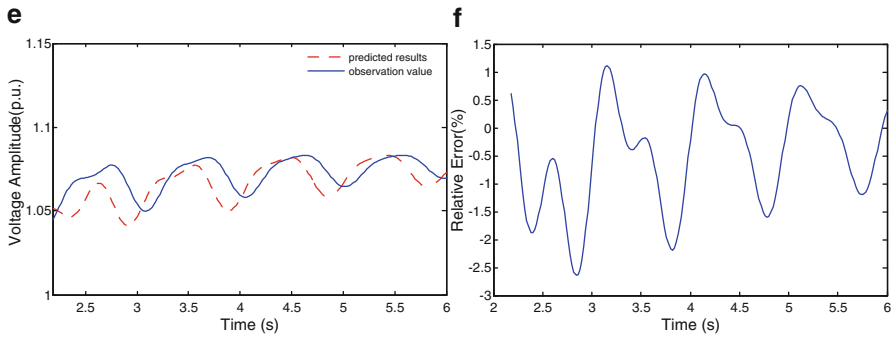 e
1.15
1.1
1.05
1
Voltage Amplitude(p.u.)
predicted results
observation value
2.5 3 3.5 4 4.5 5 5.5 6
Time (s)
f
1.5
1
0.5
0
-0.5
-1
-1.5
-2
-2.5
-3
Relative Error(%)
2 2.5 3 3.5 4 4.5 5 5.5 6
Time (s)